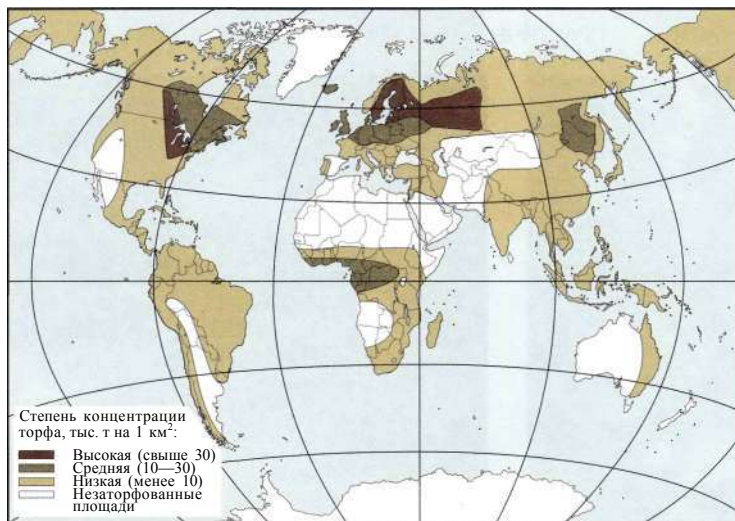 Степень концентрации
торфа, тыс. т на 1 км²:
Высокая (свыше 30)
Средняя (10—30)
Низкая (менее 10)
Незаторфованные
площади